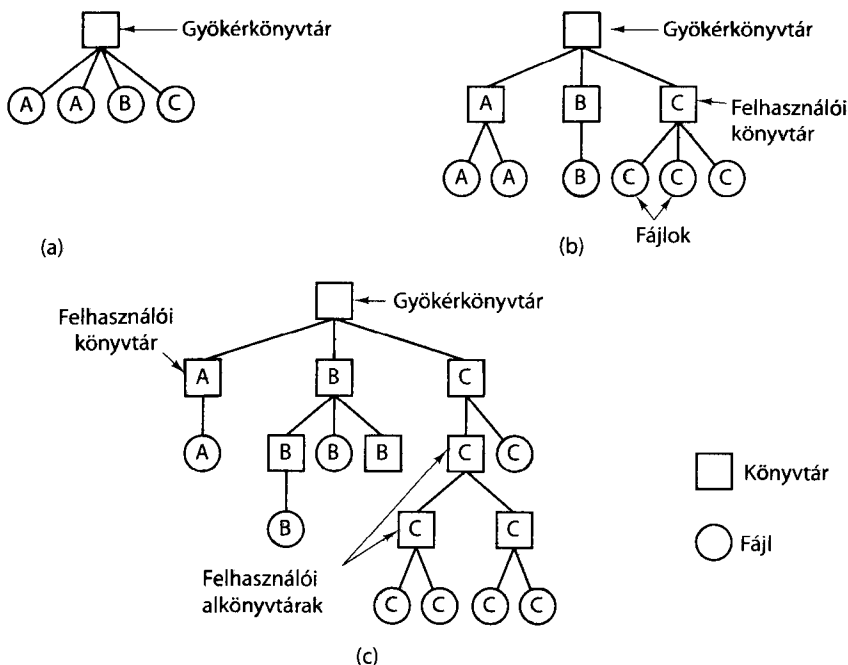 Gyökérkönyvtár
A A B C
(a)
Gyökérkönyvtár
A B C
Felhasználói
könyvtár
A A B C C C
Fájlok
(b)
Gyökérkönyvtár
Felhasználói
könyvtár
A B C
A B B B C C
B C C
Felhasználói
alkönyvtárak
C C C C
(c)
Könyvtár
Fájl